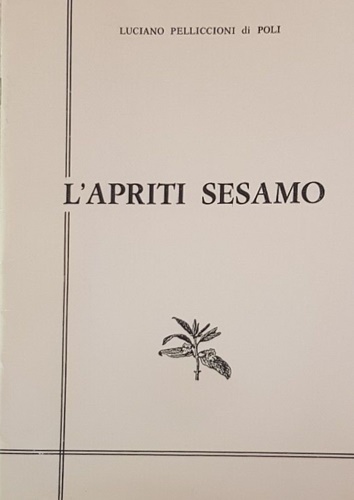 LUCIANO PELLICCIONI di POLI
L'APRITI SESAMO